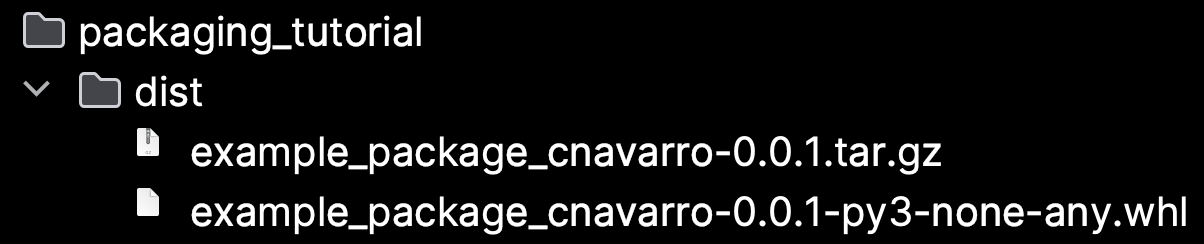 packaging_tutorial
dist
example_package_cnavarro-0.0.1.tar.gz
example_package_cnavarro-0.0.1-py3-none-any.whl